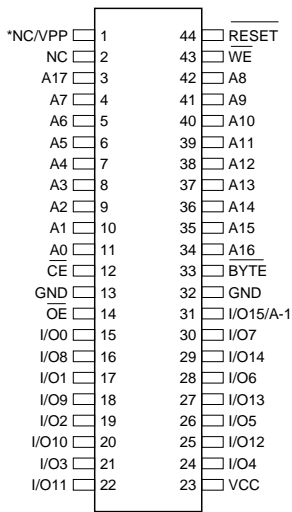 *NC/VPP 1 44 RESET
NC 2 43 WE
A17 3 42 A8
A7 4 41 A9
A6 5 40 A10
A5 6 39 A11
A4 7 38 A12
A3 8 37 A13
A2 9 36 A14
A1 10 35 A15
A0 11 34 A16
CE 12 33 BYTE
GND 13 32 GND
OE 14 31 I/O15/A-1
I/O0 15 30 I/O7
I/O8 16 29 I/O14
I/O1 17 28 I/O6
I/O9 18 27 I/O13
I/O2 19 26 I/O5
I/O10 20 25 I/O12
I/O3 21 24 I/O4
I/O11 22 23 VCC